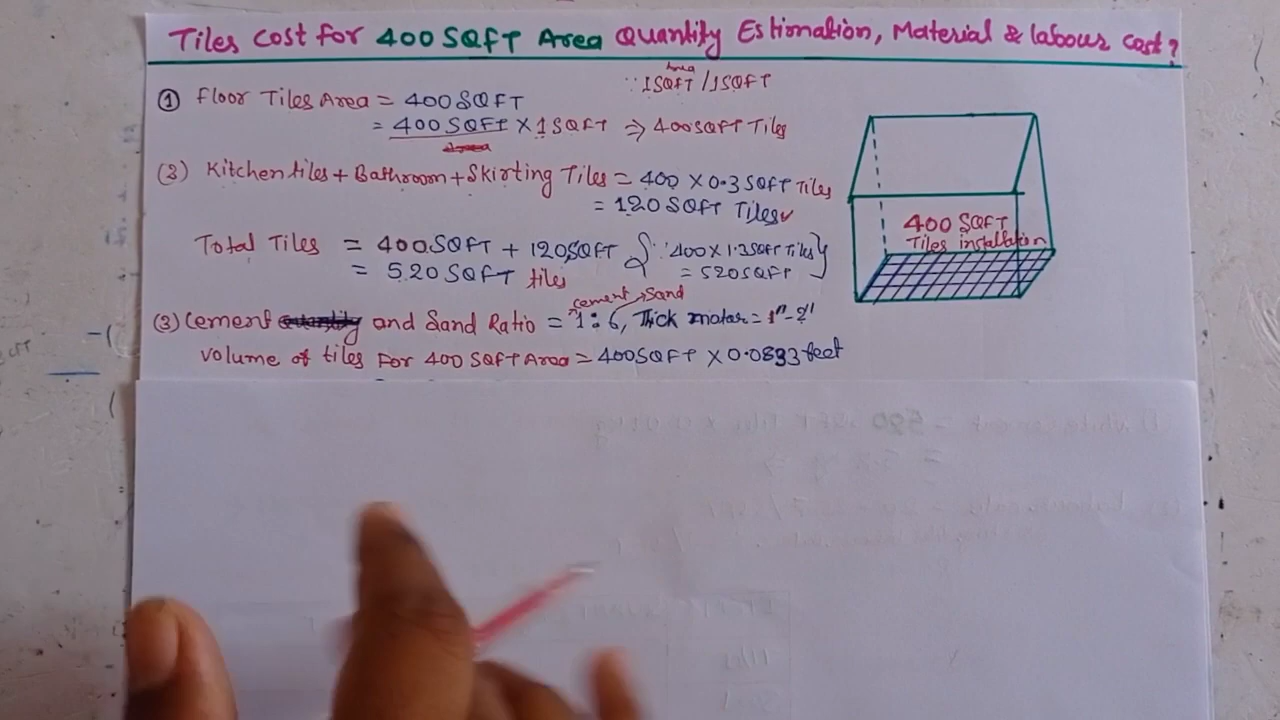 Tiles Cost for 400 SQFT Area Quantity Estimation, Material & labour Cost?
Area
∵ 1SQFT / 1SQFT
① Floor Tiles Area = 400 SQFT
= 400 SQFT × 1 SQFT ⇒ 400 SQFT Tiles
Area
(2) Kitchen tiles + Bathroom + Skirting Tiles = 400 × 0.3 SQFT Tiles
= 120 SQFT Tiles
Total Tiles = 400 SQFT + 120 SQFT { ∵ 400 × 1.3 SQFT Tiles }
= 520 SQFT tiles = 520 SQFT
400 SQFT
Tiles installation
cement Sand
(3) Cement and Sand Ratio = 1:6, Thick motar = 1"-2"
volume of tiles For 400 SQFT Area = 400 SQFT × 0.0833 feet